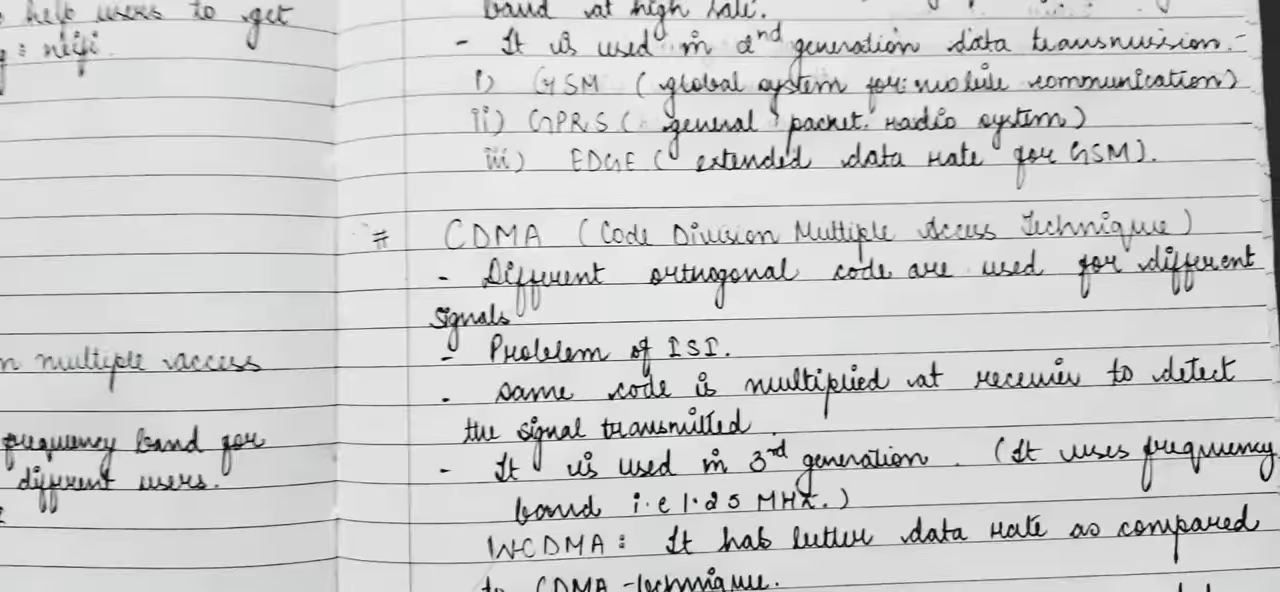 help users to get
band at high rate.
- It is used in 2nd generation data transmission.-
i) GSM (global system for mobile communication)
ii) GPRS (general packet radio system)
iii) EDGE (extended data rate for GSM).
# CDMA (Code Division Multiple Access Technique)
- Different orthogonal code are used for different
signals
- Problem of ISI.
n multiple access
- same code is multiplied at receiver to detect
the signal transmitted.
frequency band for
different users.
- It is used in 3rd generation. (It uses frequency
band i.e 1.25 MHz.)
WCDMA: It has better data rate as compared
to CDMA technique.